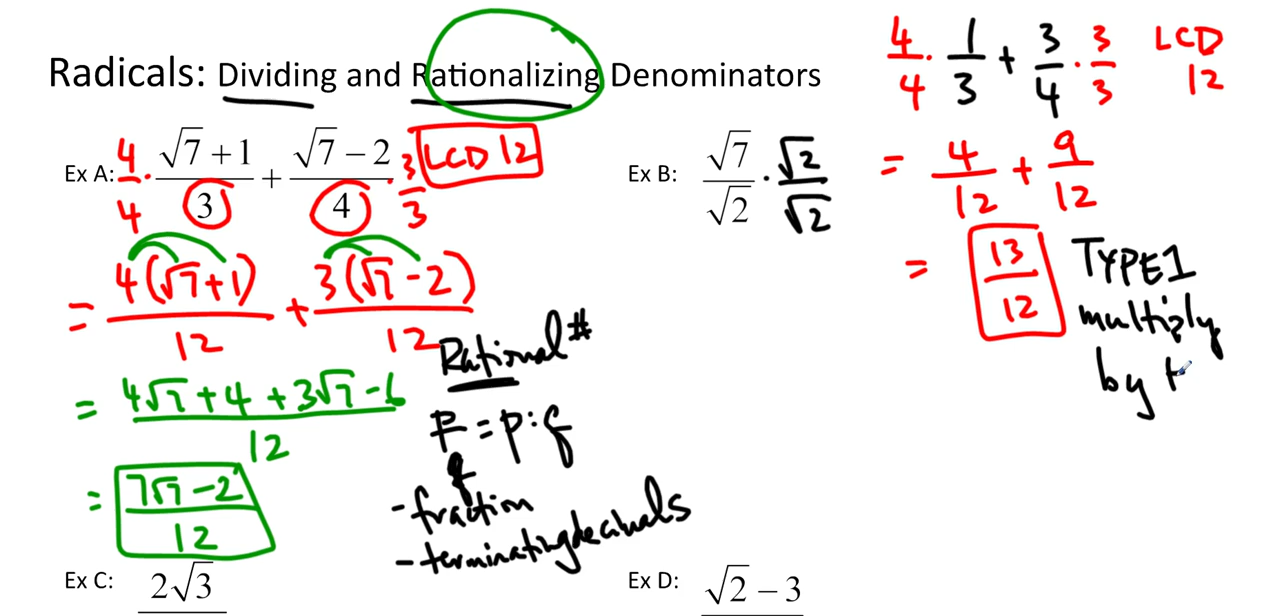 Radicals: Dividing and Rationalizing Denominators
Ex A: 4/4 · (√7 + 1)/3 + (√7 − 2)/4 · 3/3 LCD 12
= 4(√7 + 1)/12 + 3(√7 − 2)/12
= (4√7 + 4 + 3√7 − 6)/12
= (7√7 − 2)/12
Rational #
p/q = p:q
- fraction
- terminating decimals
Ex B: √7/√2 · √2/√2
4/4 · 1/3 + 3/4 · 3/3 LCD 12
= 4/12 + 9/12
= 13/12
TYPE 1
multiply
by
Ex C: 2√3
Ex D: √2 − 3